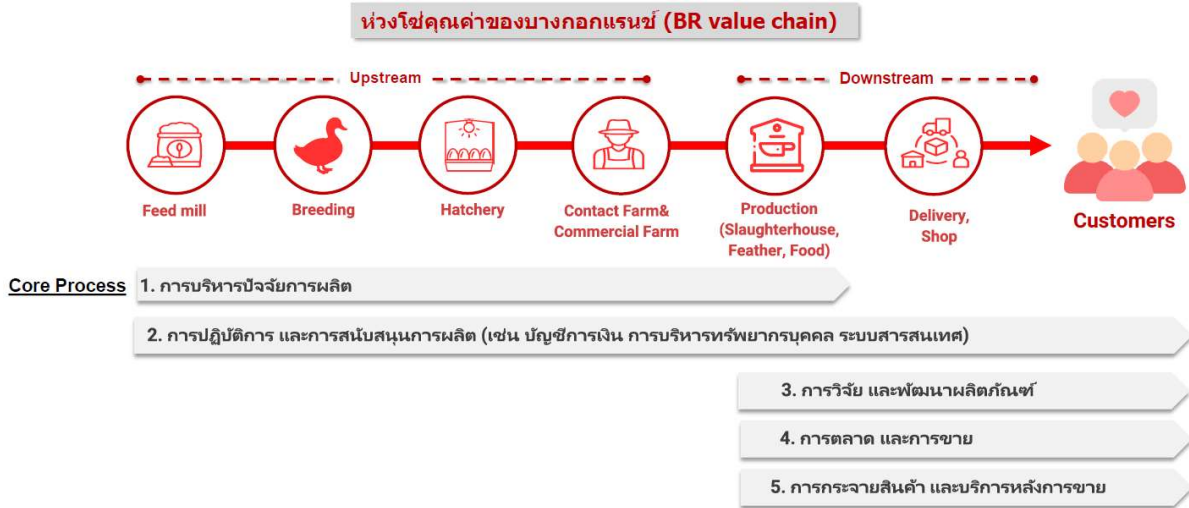 ห่วงโซ่คุณค่าของบางกอกแรนช์ (BR value chain)
Upstream
Downstream
Feed mill
Breeding
Hatchery
Contact Farm&
Commercial Farm
Production
(Slaughterhouse,
Feather, Food)
Delivery,
Shop
Customers
Core Process
1. การบริหารปัจจัยการผลิต
2. การปฏิบัติการ และการสนับสนุนการผลิต (เช่น บัญชีการเงิน การบริหารทรัพยากรบุคคล ระบบสารสนเทศ)
3. การวิจัย และพัฒนาผลิตภัณฑ์
4. การตลาด และการขาย
5. การกระจายสินค้า และบริการหลังการขาย